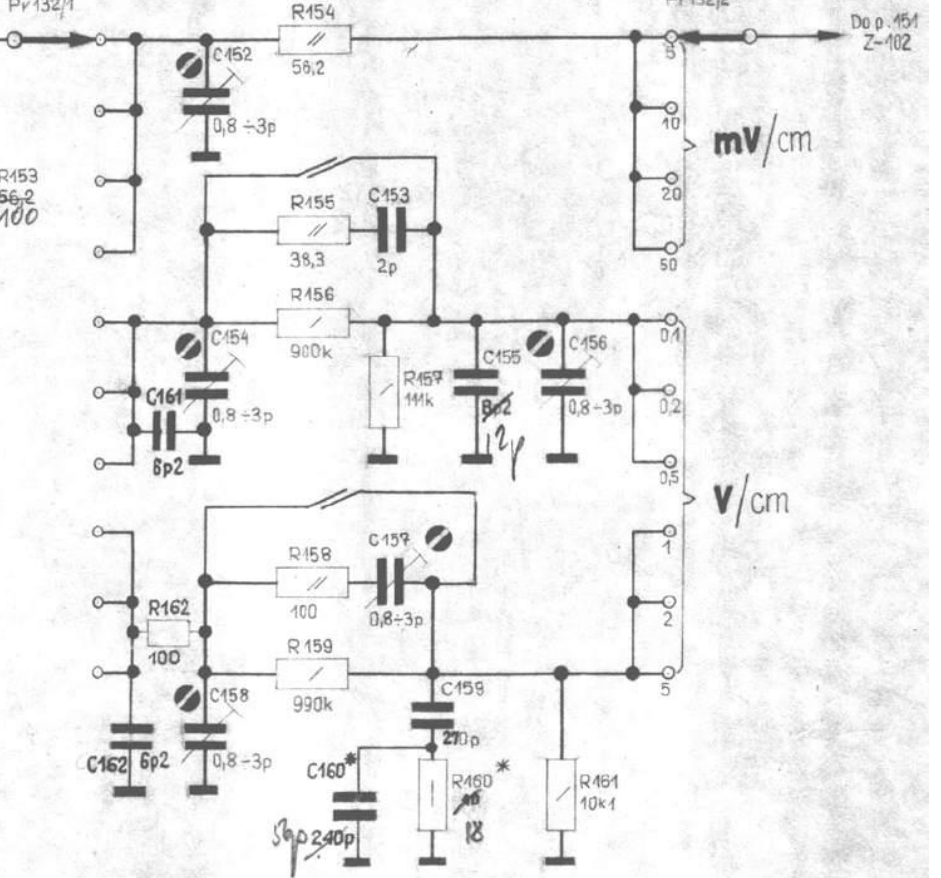 Pr132/1
R154
56,2
Do p. 151
Z-102
C152
0,8÷3p
5
10
20
50
mV/cm
R153
56,2
100
R155
38,3
C153
2p
R156
900k
C154
0,8÷3p
C161
6p2
R157
111k
C155
8p2
12p
C156
0,8÷3p
0,1
0,2
0,5
V/cm
R158
100
C157
0,8÷3p
1
2
5
R162
100
R159
990k
C158
0,8÷3p
C162
6p2
C159
270p
C160*
240p
R160*
18
R161
10k1